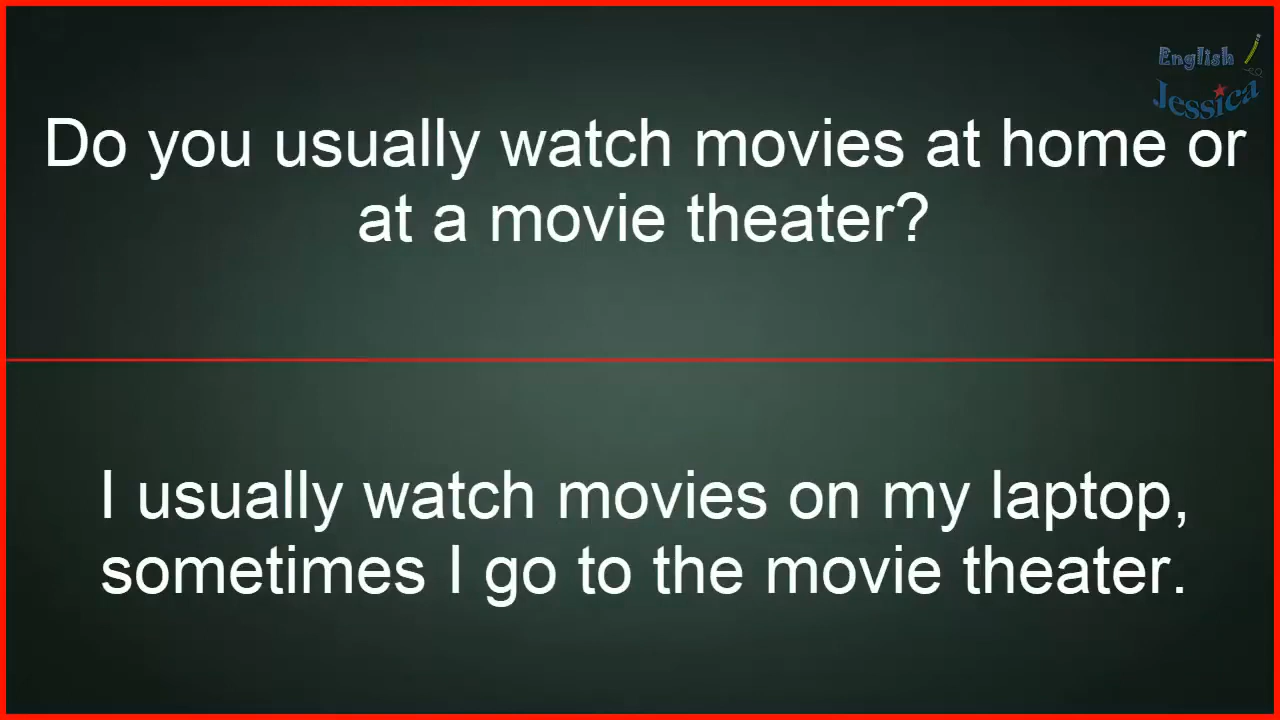 English
Jessica
Do you usually watch movies at home or
at a movie theater?
I usually watch movies on my laptop,
sometimes I go to the movie theater.